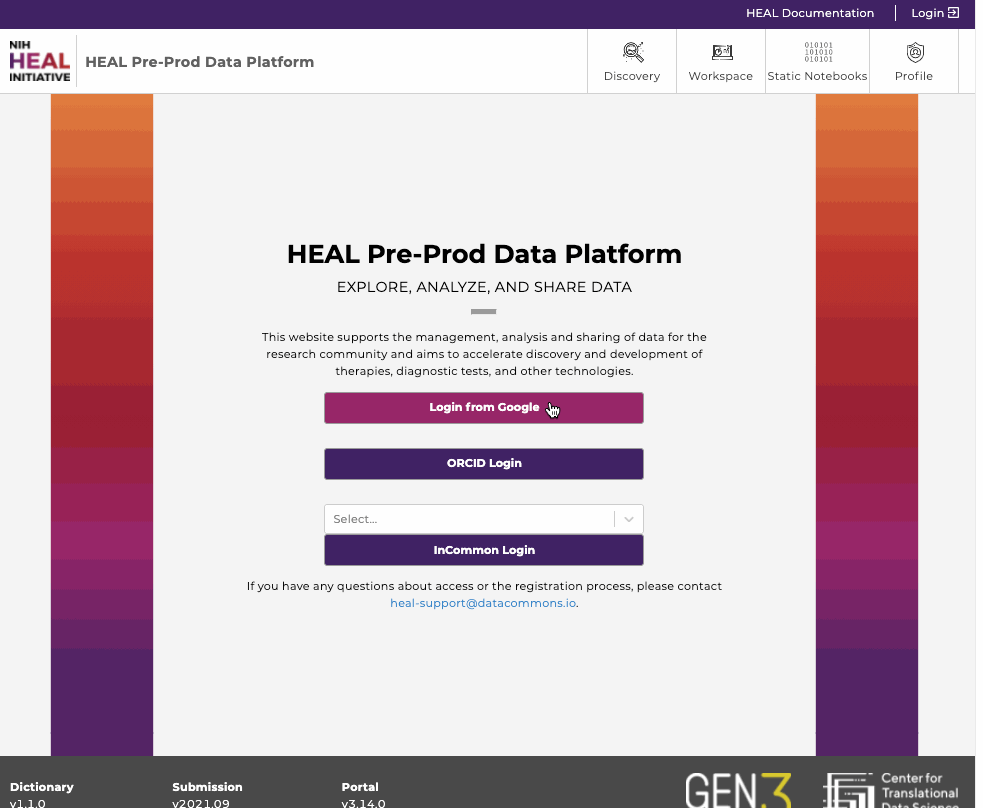 HEAL Documentation
Login
NIH
HEAL
INITIATIVE
HEAL Pre-Prod Data Platform
Discovery
Workspace
010101
101010
010101
Static Notebooks
Profile
HEAL Pre-Prod Data Platform
EXPLORE, ANALYZE, AND SHARE DATA
This website supports the management, analysis and sharing of data for the
research community and aims to accelerate discovery and development of
therapies, diagnostic tests, and other technologies.
Login from Google
ORCID Login
Select...
InCommon Login
If you have any questions about access or the registration process, please contact
heal-support@datacommons.io.
Dictionary
v1.1.0
Submission
v2021.09
Portal
v3.14.0
GEN3
Center for
Translational
Data Science